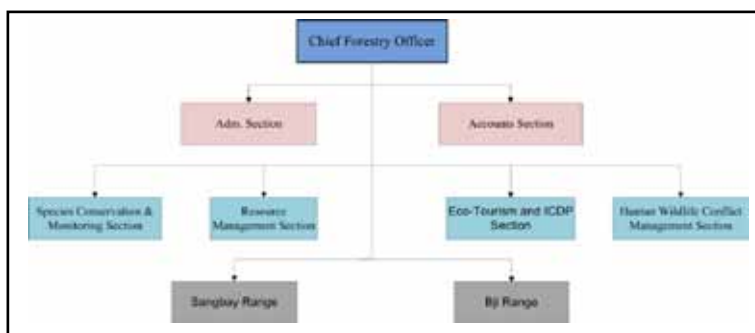 Chief Forestry Officer
Adm. Section
Accounts Section
Species Conservation &
Monitoring Section
Resource
Management Section
Eco-Tourism and ICDP
Section
Human Wildlife Conflict
Management Section
Sangbay Range
Bji Range